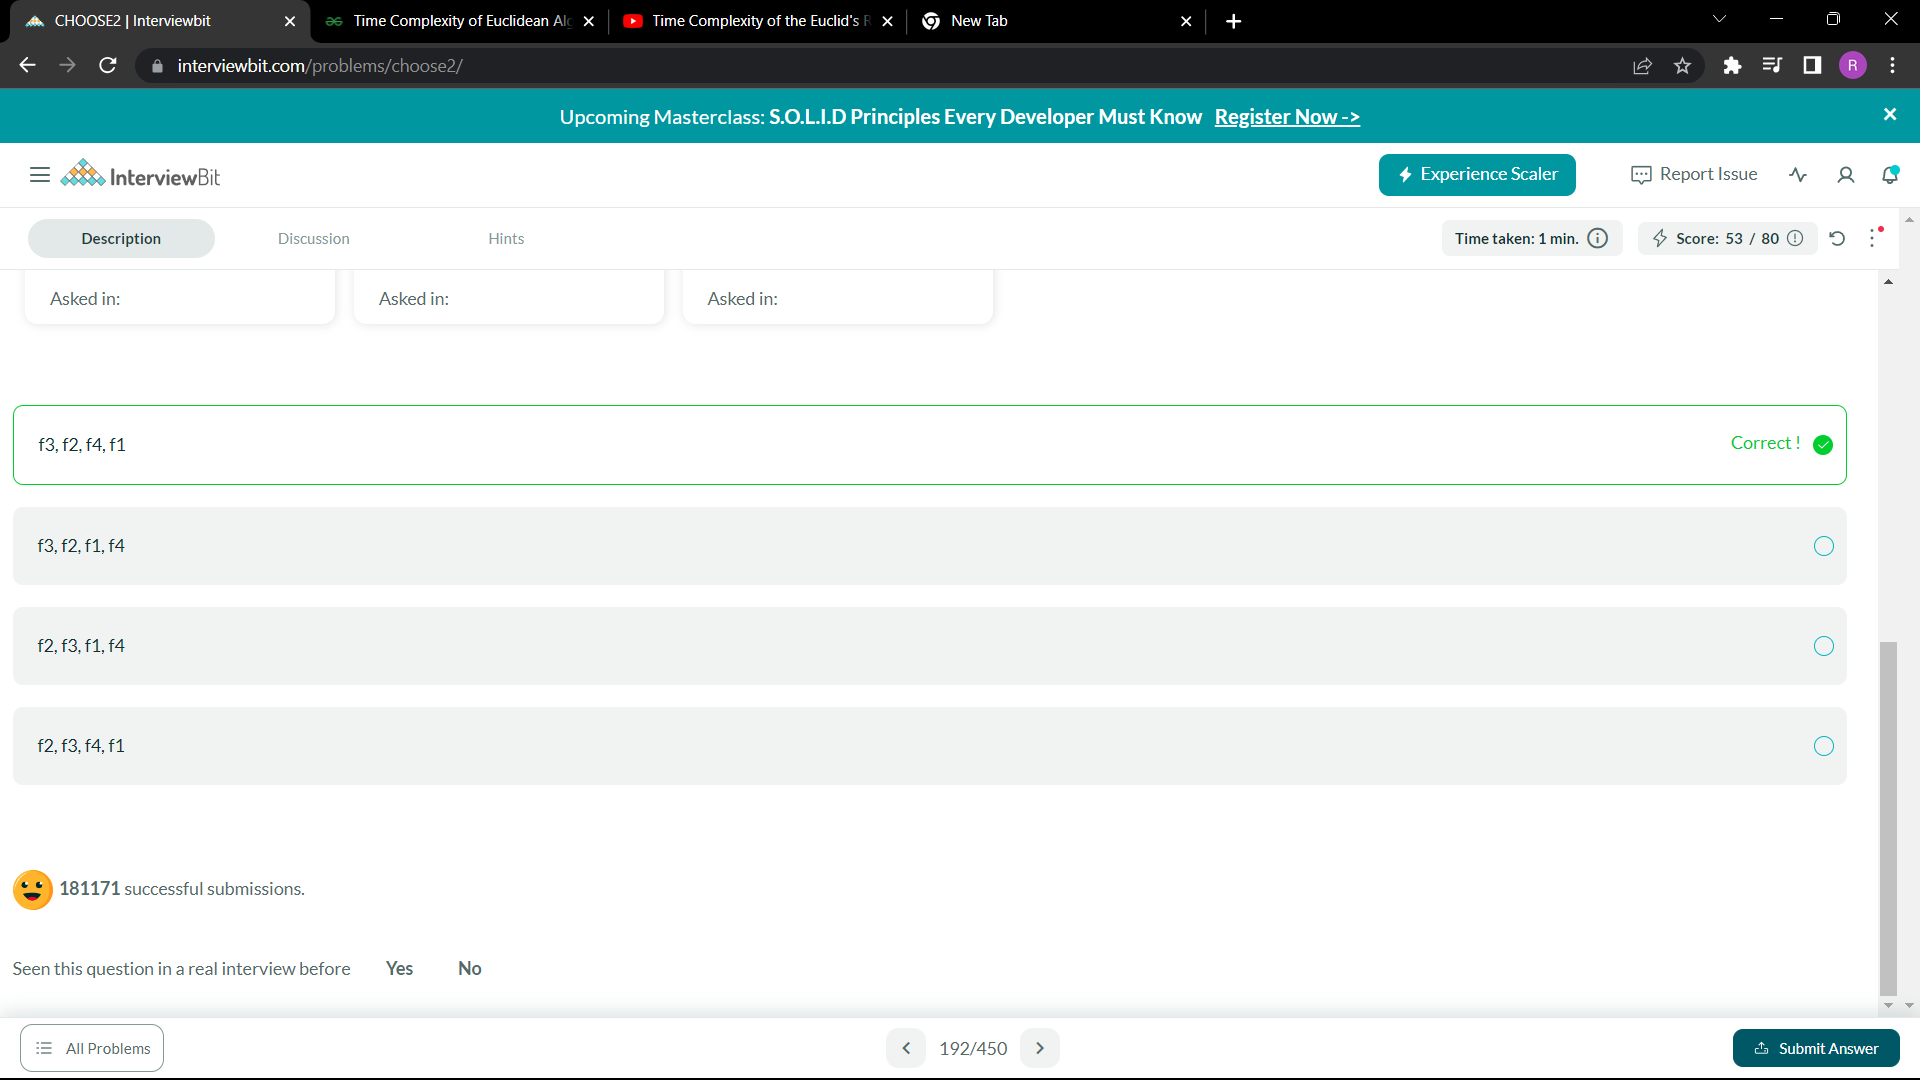 CHOOSE2 | Interviewbit
Time Complexity of Euclidean Alg
Time Complexity of the Euclid's R
New Tab
interviewbit.com/problems/choose2/
R
Upcoming Masterclass: S.O.L.I.D Principles Every Developer Must Know Register Now ->
InterviewBit
Experience Scaler
Report Issue
Description
Discussion
Hints
Time taken: 1 min.
Score: 53 / 80
Asked in:
Asked in:
Asked in:
f3, f2, f4, f1
Correct !
f3, f2, f1, f4
f2, f3, f1, f4
f2, f3, f4, f1
181171 successful submissions.
Seen this question in a real interview before
Yes
No
All Problems
192/450
Submit Answer